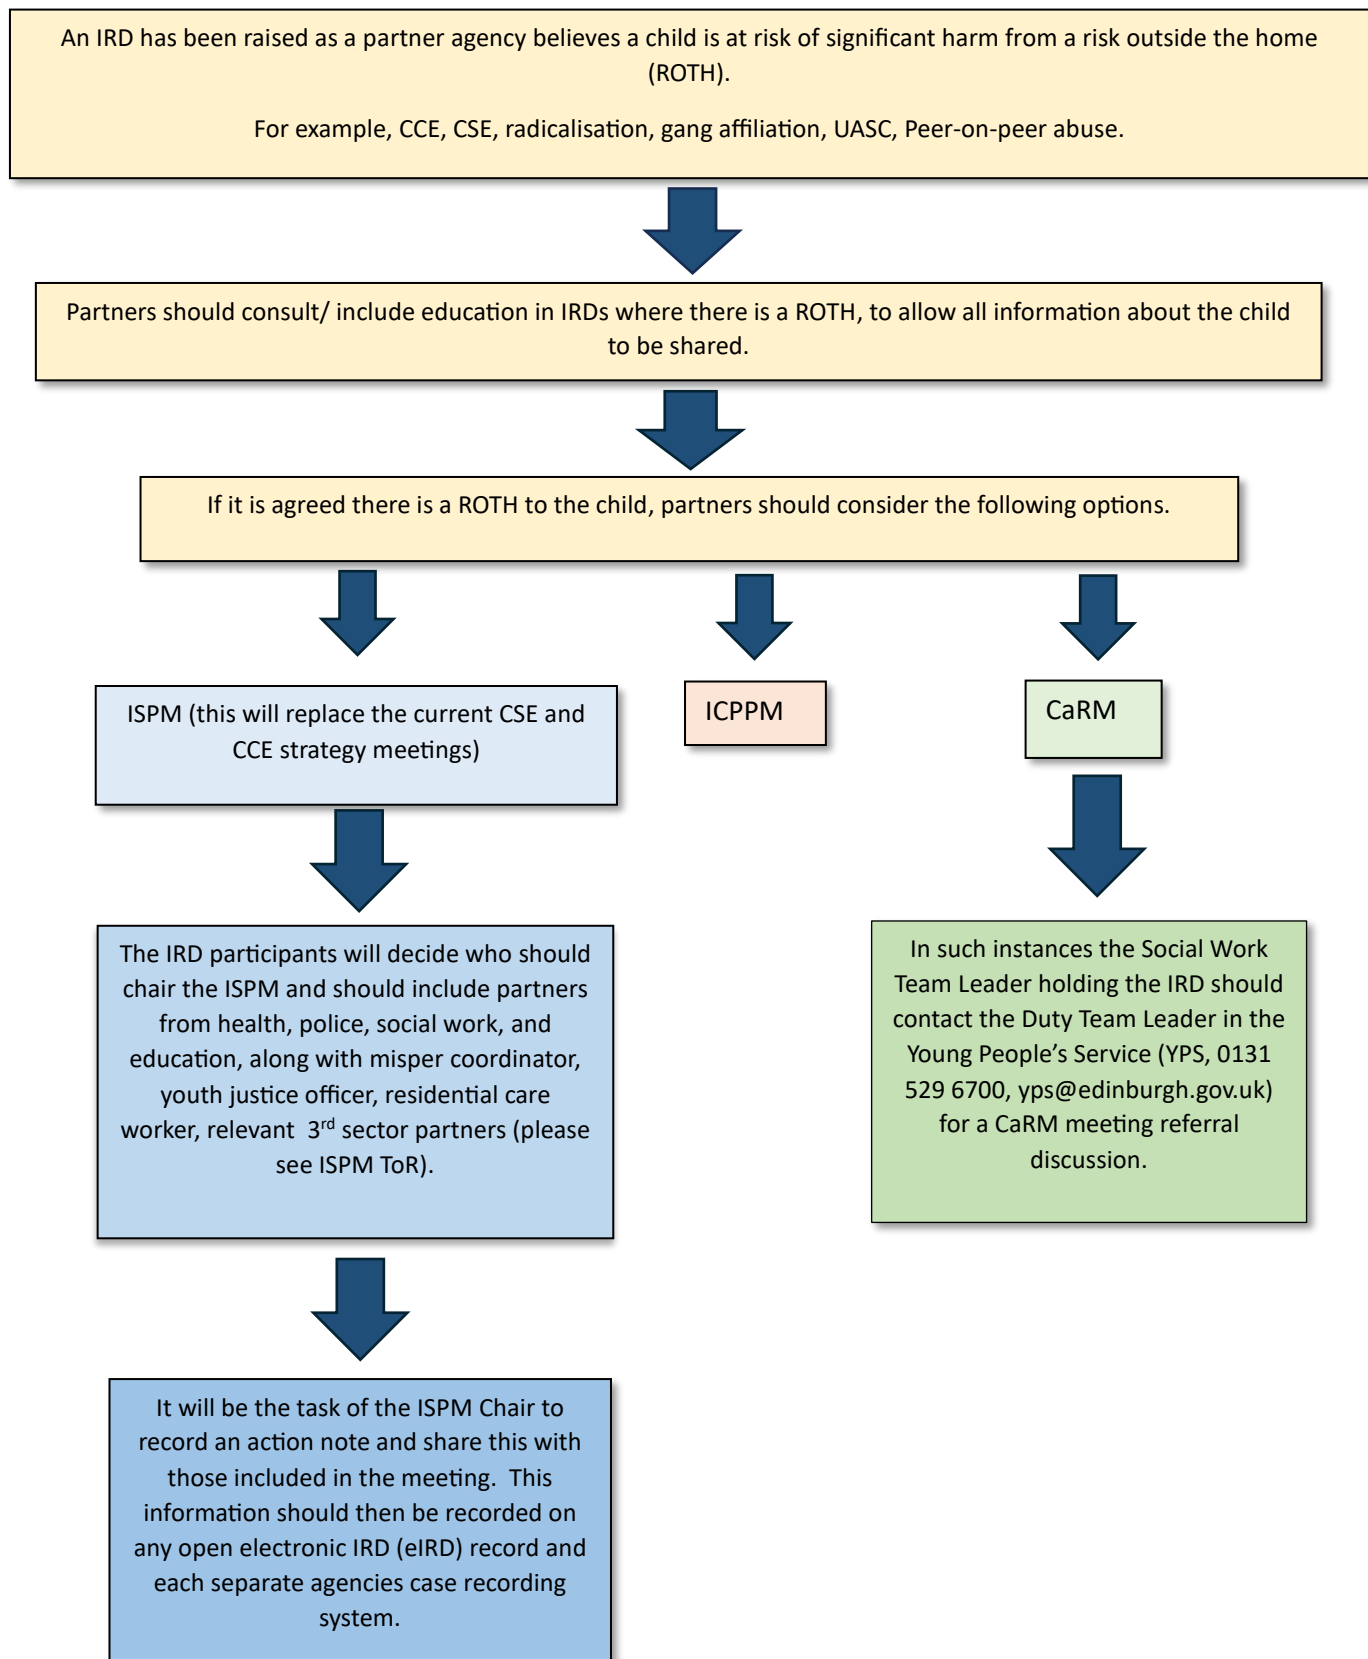 An IRD has been raised as a partner agency believes a child is at risk of significant harm from a risk outside the home
(ROTH).
For example, CCE, CSE, radicalisation, gang affiliation, UASC, Peer-on-peer abuse.
Partners should consult/ include education in IRDs where there is a ROTH, to allow all information about the child
to be shared.
If it is agreed there is a ROTH to the child, partners should consider the following options.
ISPM (this will replace the current CSE and
CCE strategy meetings)
ICPPM
CaRM
The IRD participants will decide who should
chair the ISPM and should include partners
from health, police, social work, and
education, along with misper coordinator,
youth justice officer, residential care
worker, relevant 3rd sector partners (please
see ISPM ToR).
In such instances the Social Work
Team Leader holding the IRD should
contact the Duty Team Leader in the
Young People’s Service (YPS, 0131
529 6700, yps@edinburgh.gov.uk)
for a CaRM meeting referral
discussion.
It will be the task of the ISPM Chair to
record an action note and share this with
those included in the meeting. This
information should then be recorded on
any open electronic IRD (eIRD) record and
each separate agencies case recording
system.